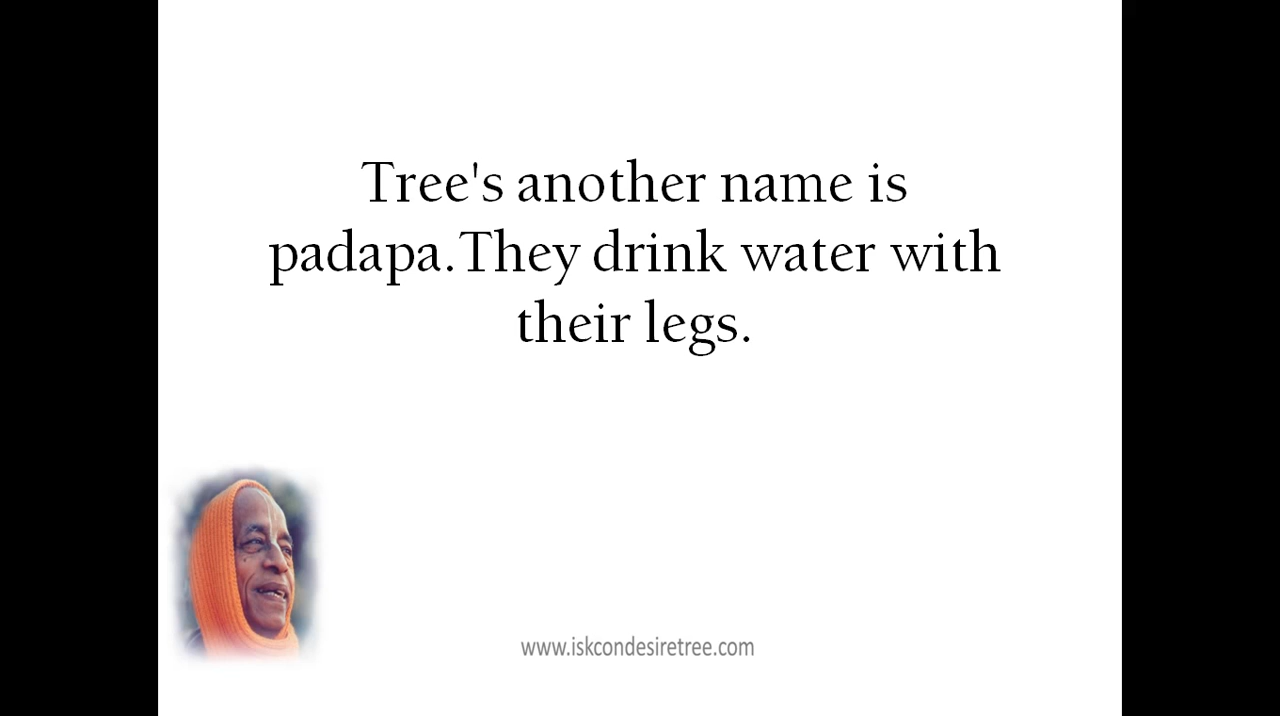 Tree's another name is
padapa.They drink water with
their legs.
www.iskcondesiretree.com